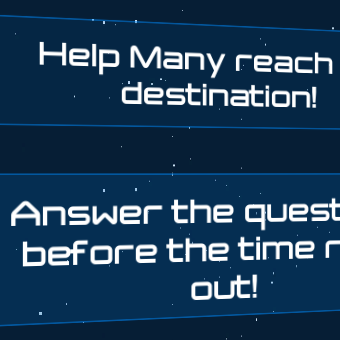 Help Many reach
destination!
Answer the quest
before the time r
out!